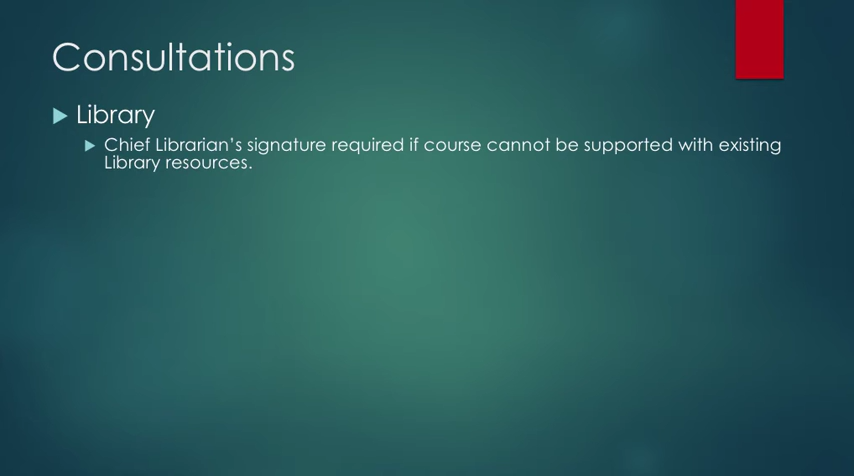 Consultations
Library
Chief Librarian’s signature required if course cannot be supported with existing
Library resources.